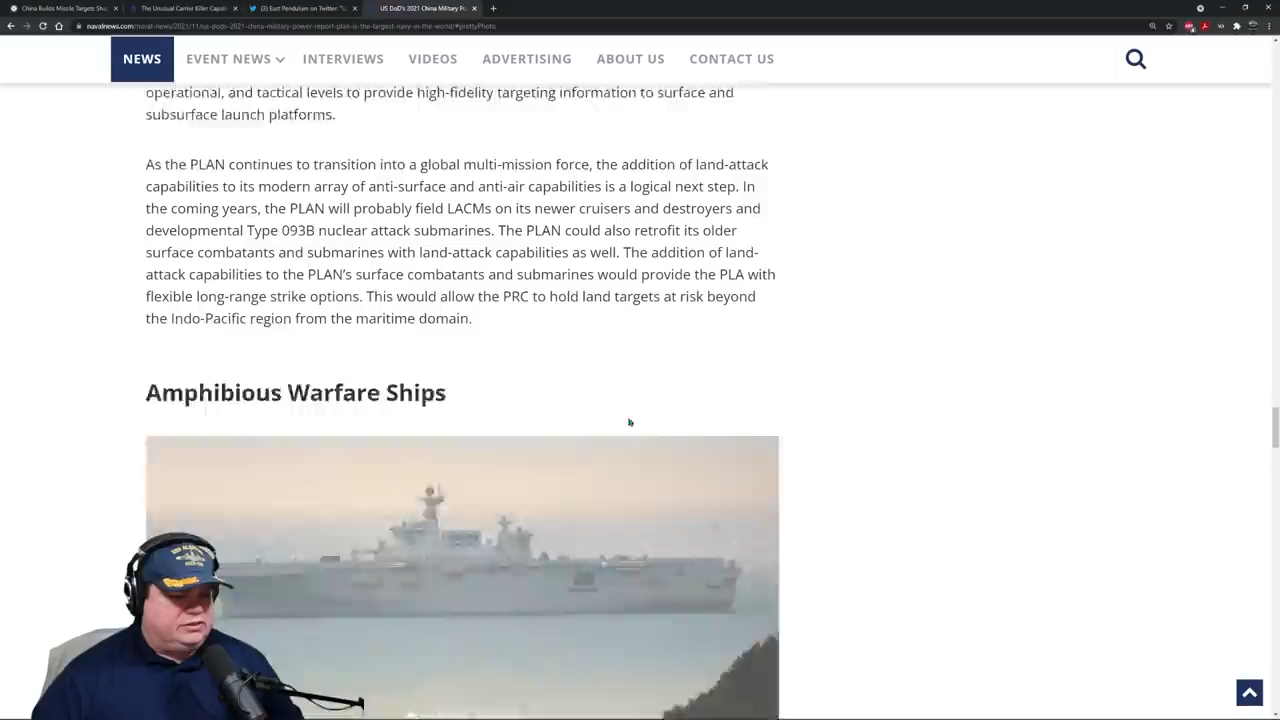 China Builds Missile Targets Sha
The Unusual Carrier Killer Capab
(3) East Pendulum on Twitter: "U
US DoD's 2021 China Military Po
navalnews.com/naval-news/2021/11/us-dods-2021-china-military-power-report-plan-is-the-largest-navy-in-the-world/#prettyPhoto
NEWS EVENT NEWS INTERVIEWS VIDEOS ADVERTISING ABOUT US CONTACT US
operational, and tactical levels to provide high-fidelity targeting information to surface and
subsurface launch platforms.
As the PLAN continues to transition into a global multi-mission force, the addition of land-attack
capabilities to its modern array of anti-surface and anti-air capabilities is a logical next step. In
the coming years, the PLAN will probably field LACMs on its newer cruisers and destroyers and
developmental Type 093B nuclear attack submarines. The PLAN could also retrofit its older
surface combatants and submarines with land-attack capabilities as well. The addition of land-
attack capabilities to the PLAN's surface combatants and submarines would provide the PLA with
flexible long-range strike options. This would allow the PRC to hold land targets at risk beyond
the Indo-Pacific region from the maritime domain.
Amphibious Warfare Ships